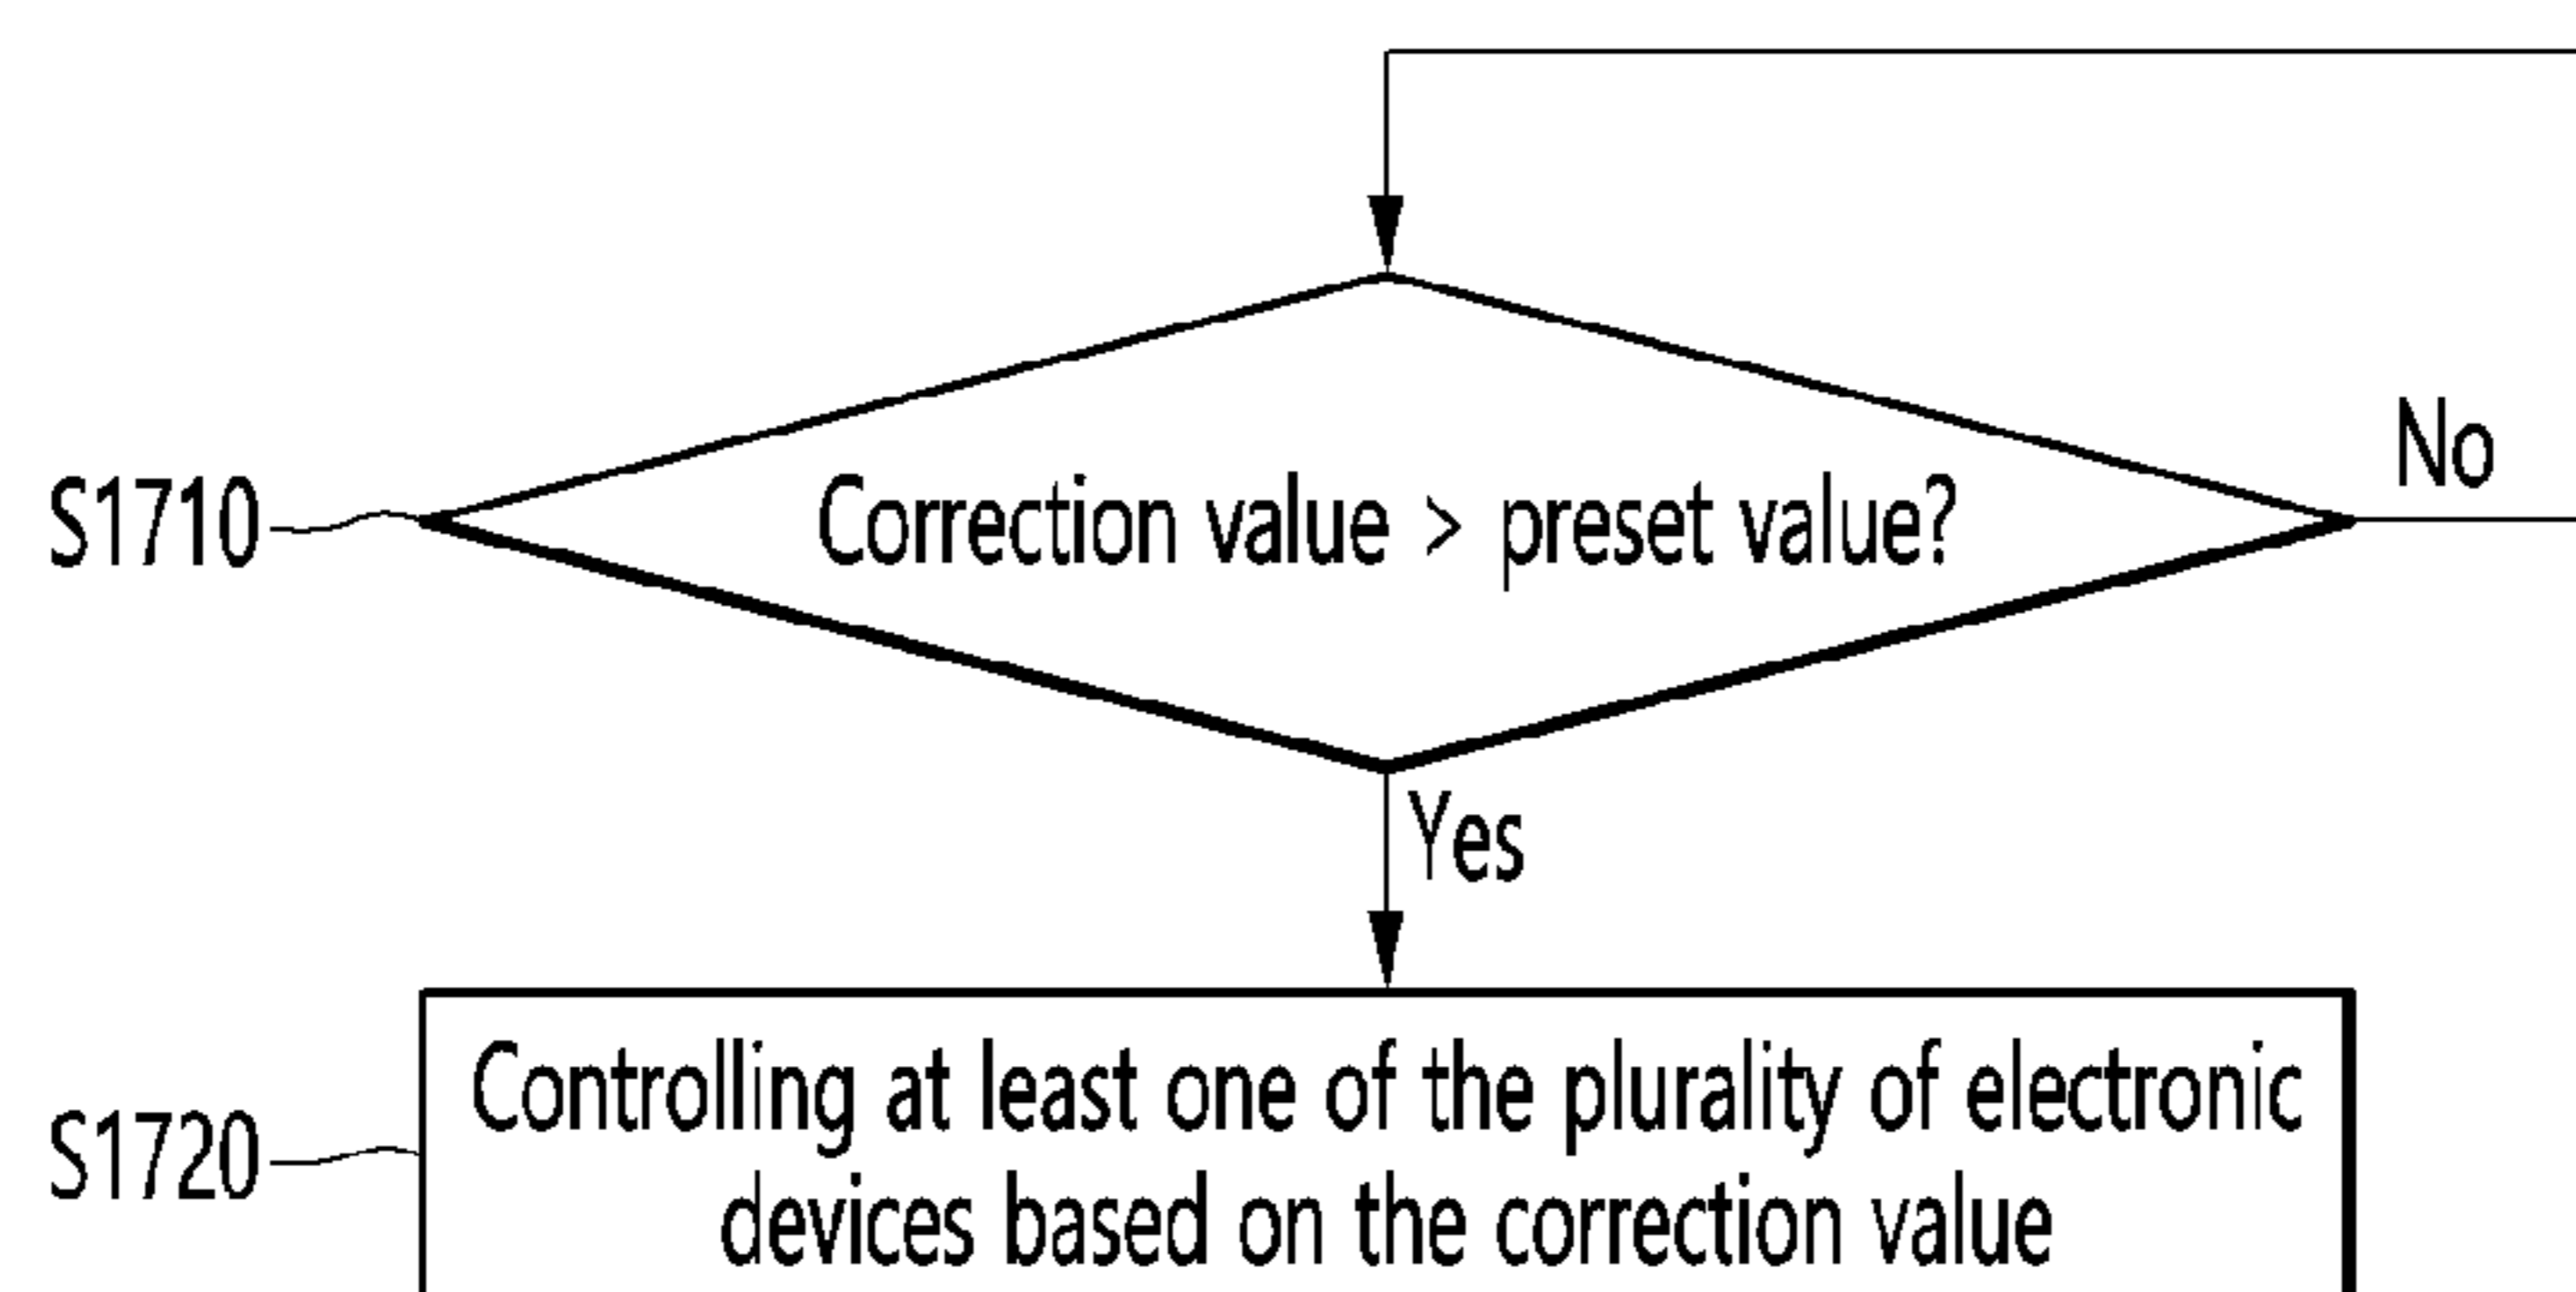 No
S1710
Correction value > preset value?
Yes
S1720
Controlling at least one of the plurality of electronic
devices based on the correction value